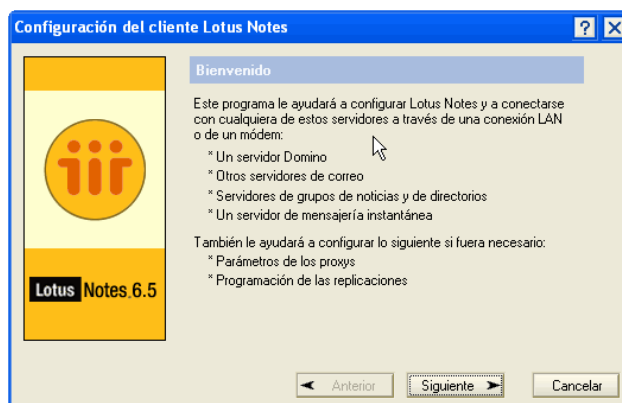 Configuración del cliente Lotus Notes
Bienvenido
Este programa le ayudará a configurar Lotus Notes y a conectarse
con cualquiera de estos servidores a través de una conexión LAN
o de un módem:
* Un servidor Domino
* Otros servidores de correo
* Servidores de grupos de noticias y de directorios
* Un servidor de mensajería instantánea
También le ayudará a configurar lo siguiente si fuera necesario:
* Parámetros de los proxys
* Programación de las replicaciones
Lotus Notes.6.5
Anterior
Siguiente
Cancelar